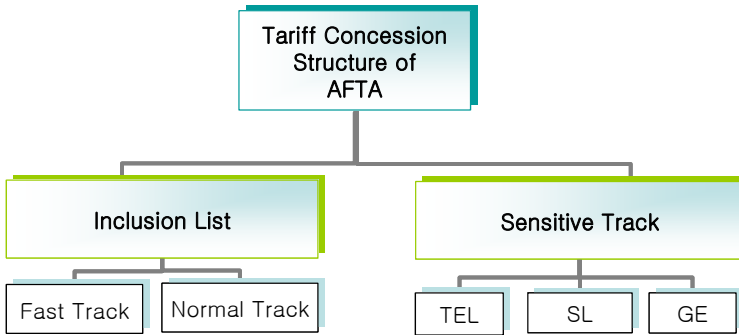 Tariff Concession
Structure of
AFTA
Inclusion List
Sensitive Track
Fast Track
Normal Track
TEL
SL
GE